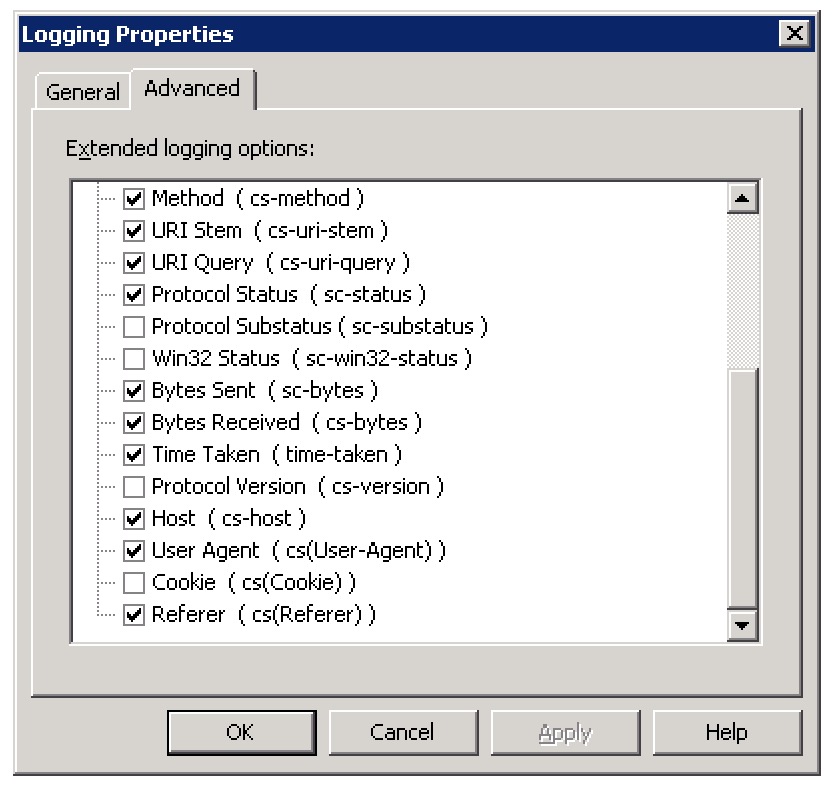 Logging Properties
General
Advanced
Extended logging options:
Method ( cs-method )
URI Stem ( cs-uri-stem )
URI Query ( cs-uri-query )
Protocol Status ( sc-status )
Protocol Substatus ( sc-substatus )
Win32 Status ( sc-win32-status )
Bytes Sent ( sc-bytes )
Bytes Received ( cs-bytes )
Time Taken ( time-taken )
Protocol Version ( cs-version )
Host ( cs-host )
User Agent ( cs(User-Agent) )
Cookie ( cs(Cookie) )
Referer ( cs(Referer) )
OK
Cancel
Apply
Help